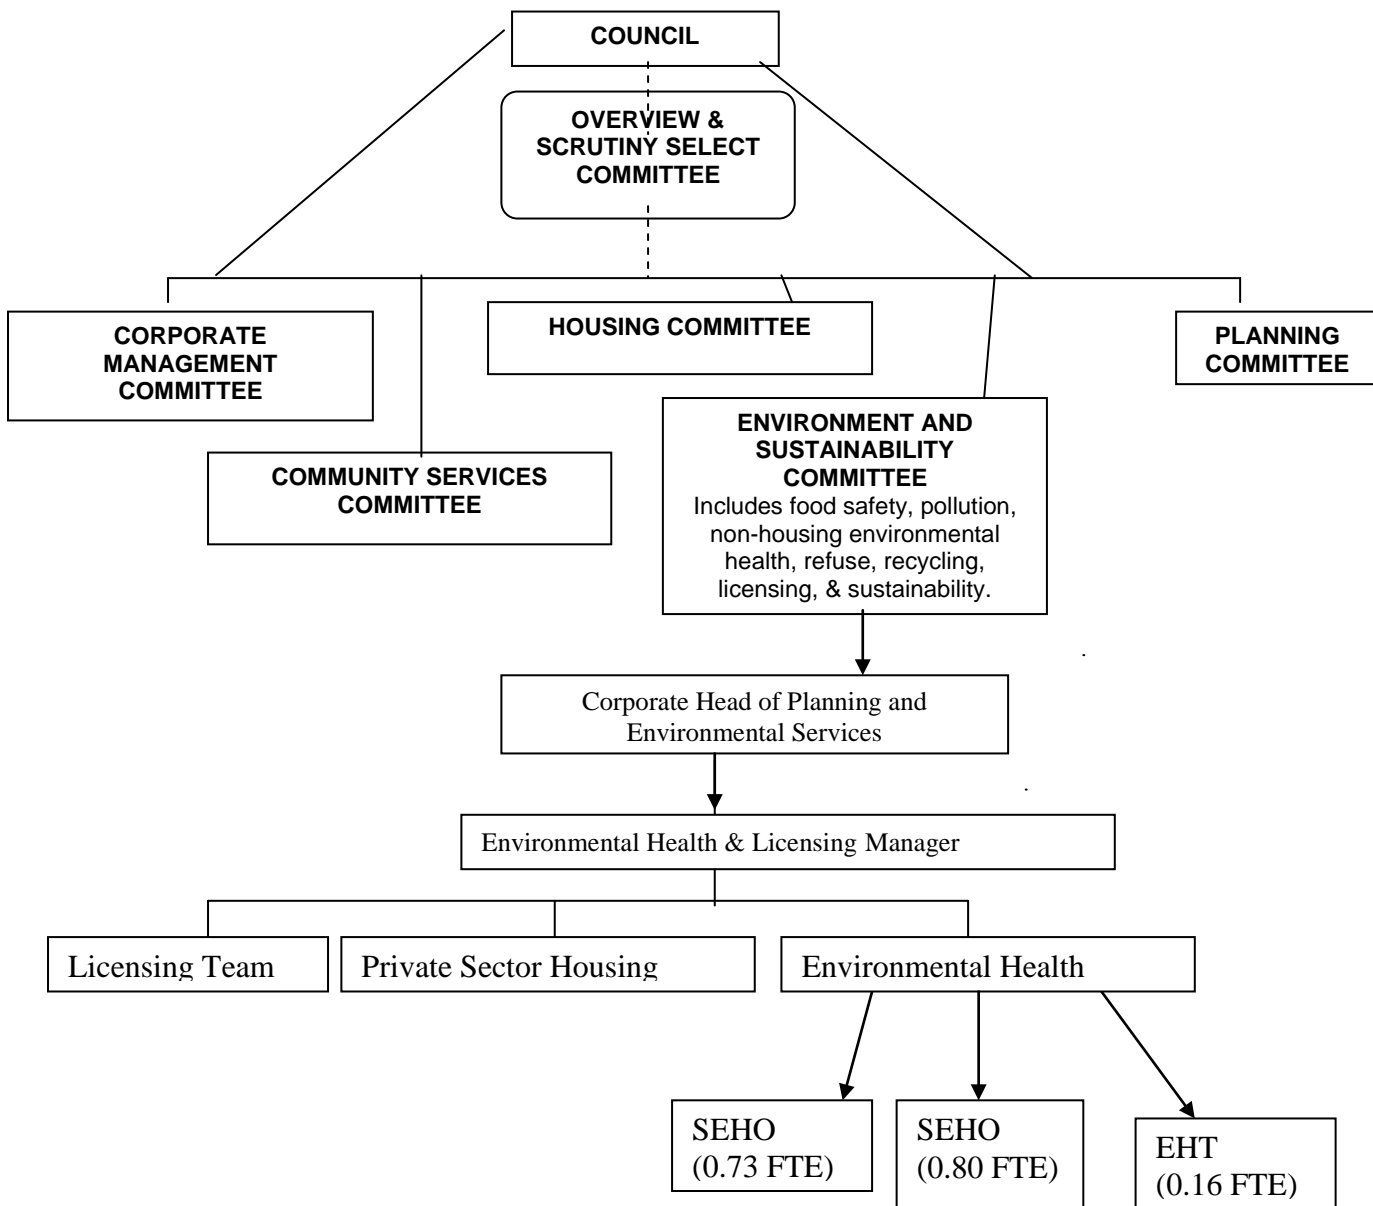 COUNCIL
OVERVIEW &
SCRUTINY SELECT
COMMITTEE
CORPORATE
MANAGEMENT
COMMITTEE
HOUSING COMMITTEE
PLANNING
COMMITTEE
COMMUNITY SERVICES
COMMITTEE
ENVIRONMENT AND
SUSTAINABILITY
COMMITTEE
Includes food safety, pollution,
non-housing environmental
health, refuse, recycling,
licensing, & sustainability.
Corporate Head of Planning and
Environmental Services
Environmental Health & Licensing Manager
Licensing Team
Private Sector Housing
Environmental Health
SEHO
(0.73 FTE)
SEHO
(0.80 FTE)
EHT
(0.16 FTE)